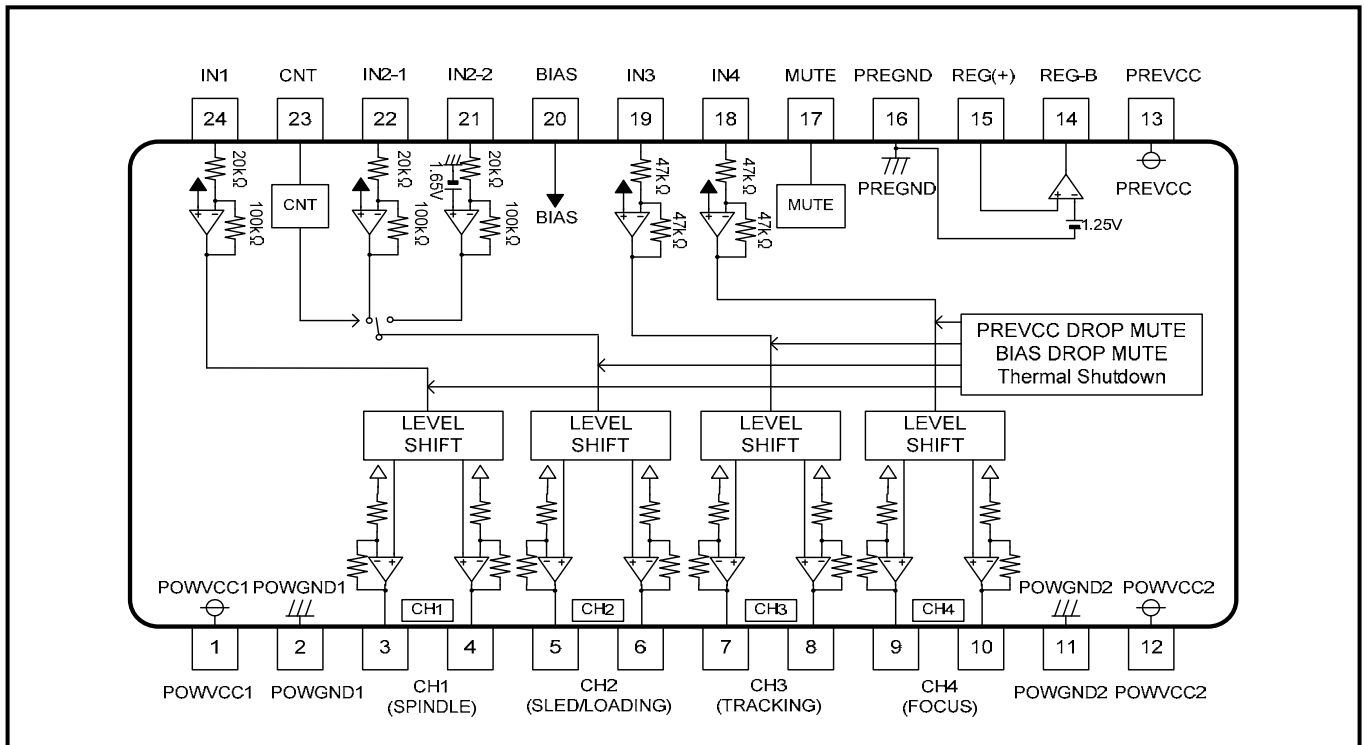 IN1 CNT IN2-1 IN2-2 BIAS IN3 IN4 MUTE PREGND REG(+) REG-B PREVCC
24 23 22 21 20 19 18 17 16 15 14 13
20kΩ 20kΩ 1.65V 20kΩ 47kΩ 47kΩ PREGND PREVCC
100kΩ CNT 100kΩ 100kΩ BIAS 47kΩ 47kΩ MUTE 1.25V
PREVCC DROP MUTE
BIAS DROP MUTE
Thermal Shutdown
LEVEL SHIFT LEVEL SHIFT LEVEL SHIFT LEVEL SHIFT
+ - - + - + + - - + - + + - - + - + + - - + - +
POWVCC1 POWGND1 CH1 CH2 CH3 CH4 POWGND2 POWVCC2
1 2 3 4 5 6 7 8 9 10 11 12
POWVCC1 POWGND1 CH1 CH2 CH3 CH4 POWGND2 POWVCC2
(SPINDLE) (SLED/LOADING) (TRACKING) (FOCUS)